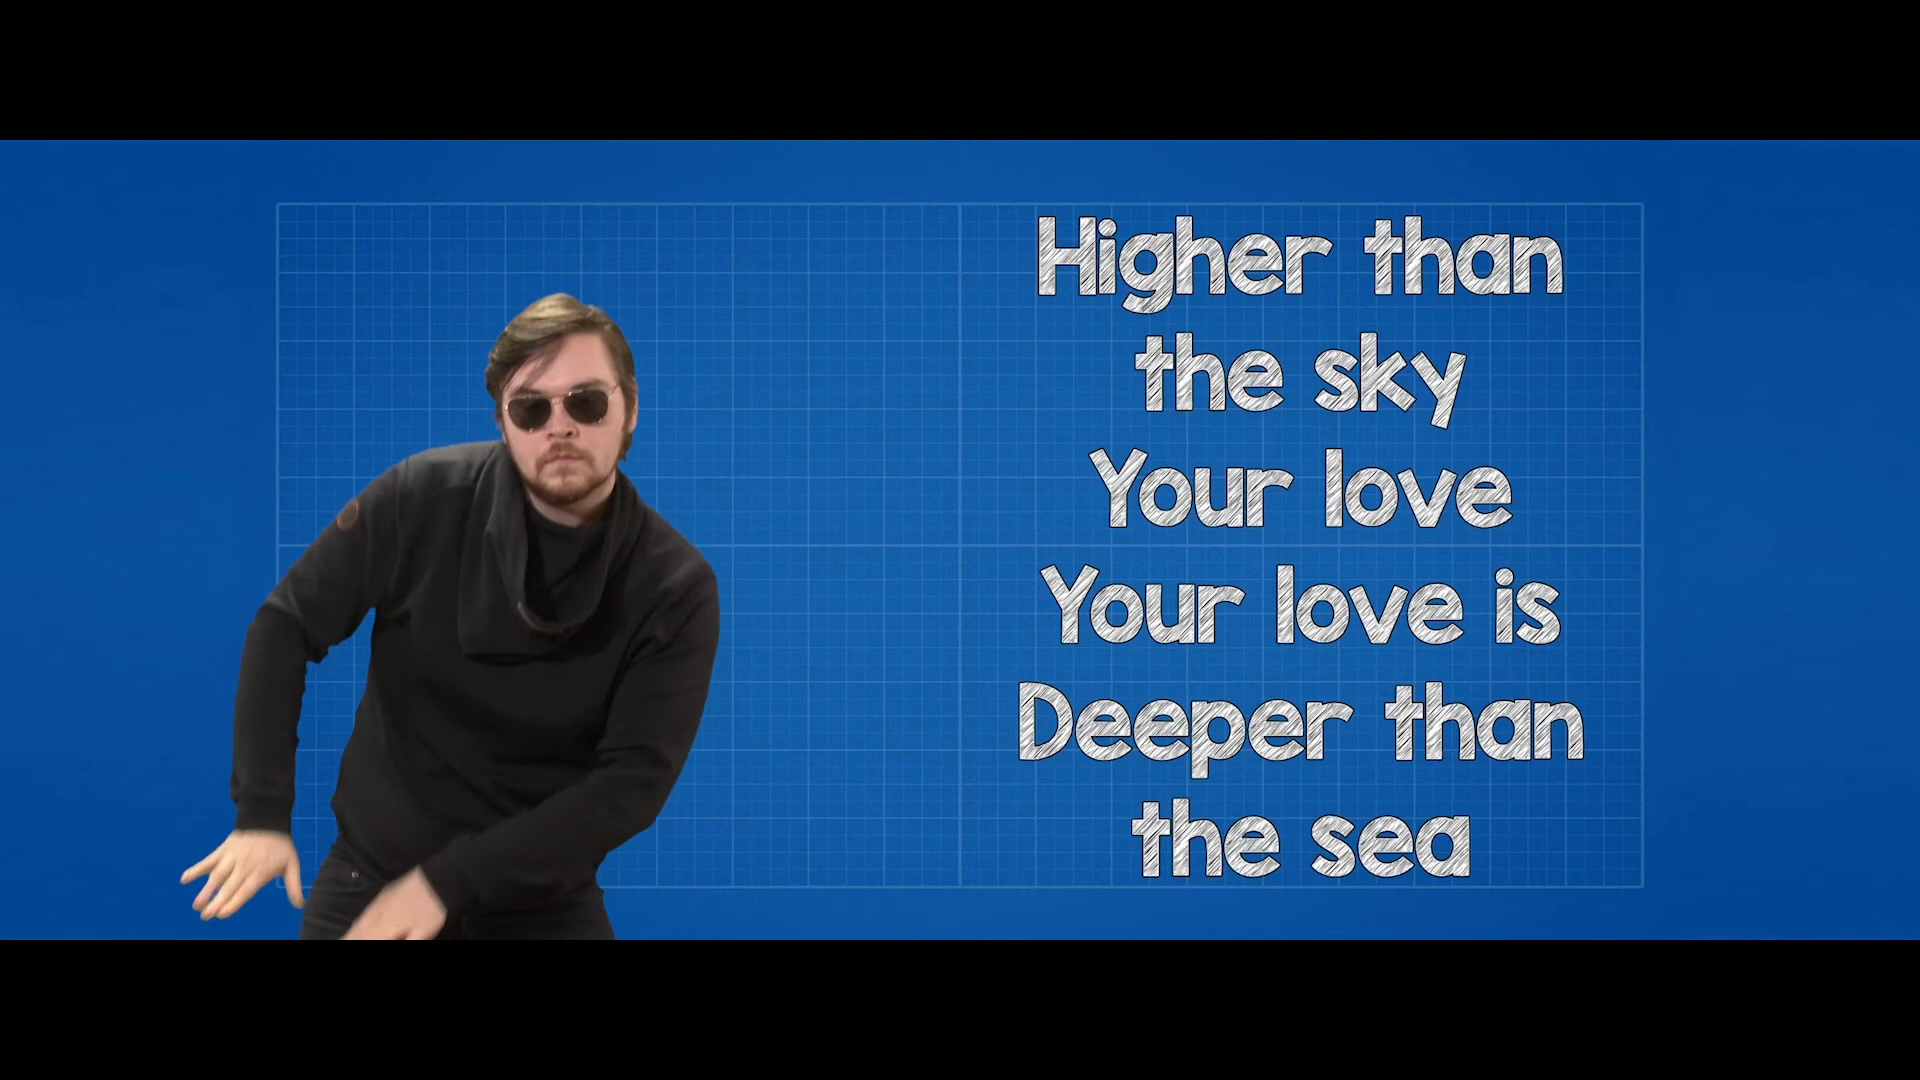 Higher than
the sky
Your love
Your love is
Deeper than
the sea